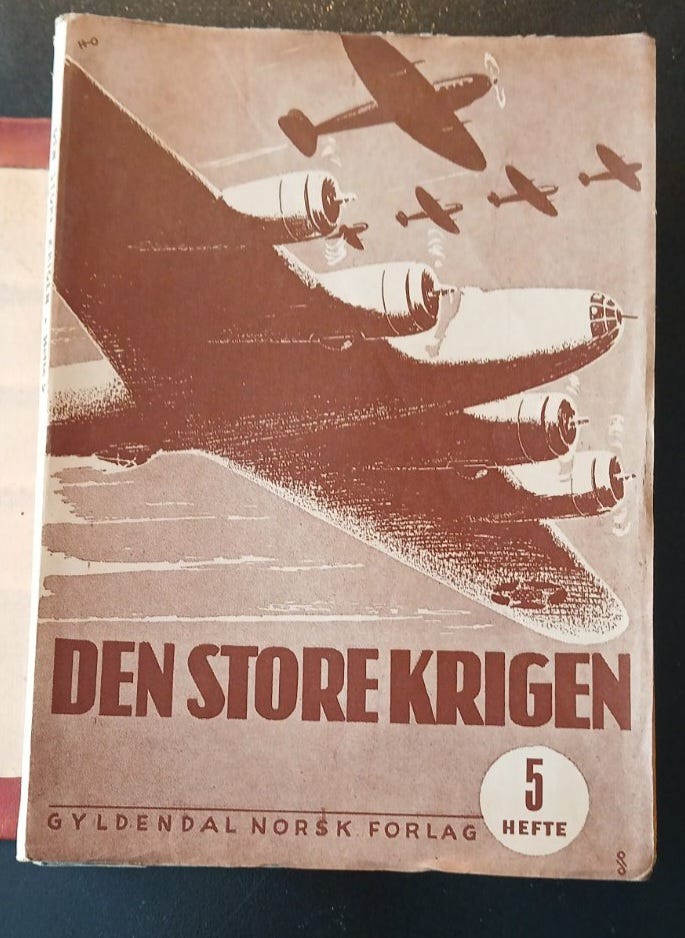 DEN STORE KRIGEN
5
HEFTE
GYLDENDAL NORSK FORLAG